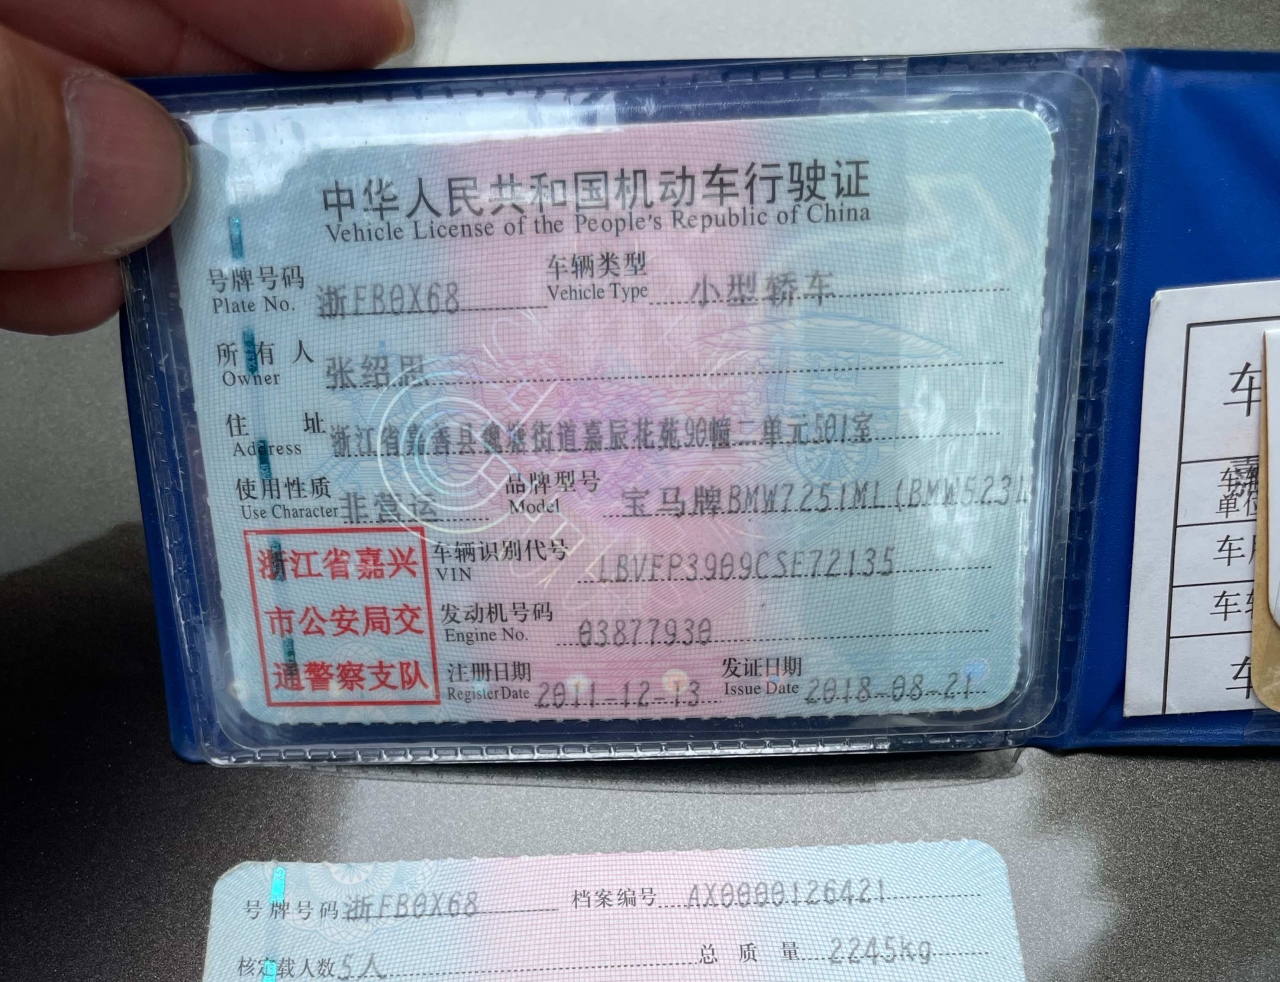 中华人民共和国机动车行驶证
Vehicle License of the People's Republic of China
号牌号码 浙FB0X68 车辆类型 小型轿车
Plate No. Vehicle Type
所有人 张绍思
Owner
住址 浙江省嘉善县魏塘街道嘉辰花苑90幢二单元501室
Address
使用性质 非营运 品牌型号 宝马牌BMW7251ML(BMW523L
Use Character Model
浙江省嘉兴
市公安局交
通警察支队
车辆识别代号 LBVFP3909CSE72135
VIN
发动机号码 03877930
Engine No.
注册日期 2011-12-13 发证日期 2018-08-21
Register Date Issue Date
号牌号码 浙FB0X68 档案编号 AX0000126421
核定载人数 5人 总质量 2245kg
车
单位
车
车
车